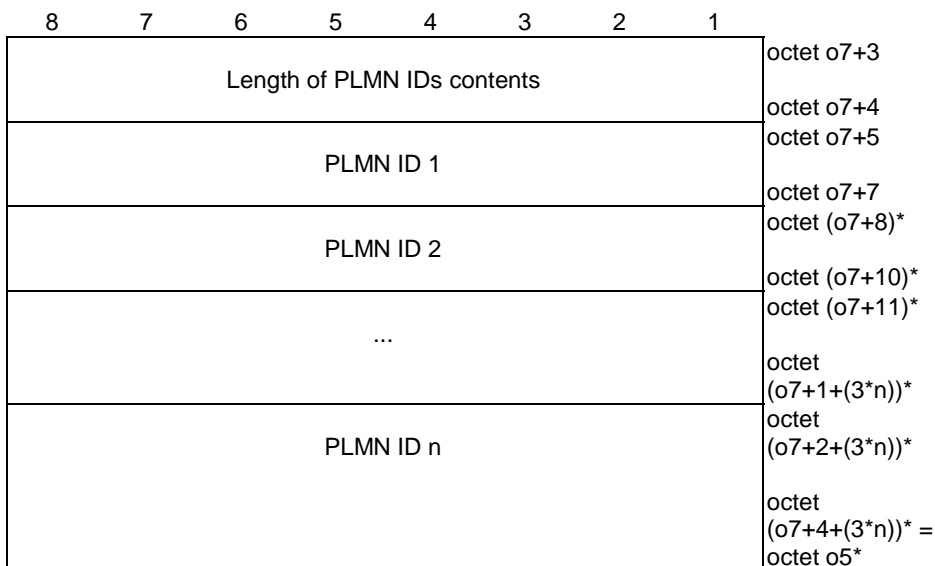 8 7 6 5 4 3 2 1
Length of PLMN IDs contents
octet o7+3
octet o7+4
PLMN ID 1
octet o7+5
octet o7+7
PLMN ID 2
octet (o7+8)*
octet (o7+10)*
...
octet (o7+11)*
octet
(o7+1+(3*n))*
PLMN ID n
octet
(o7+2+(3*n))*
octet
(o7+4+(3*n))* =
octet o5*